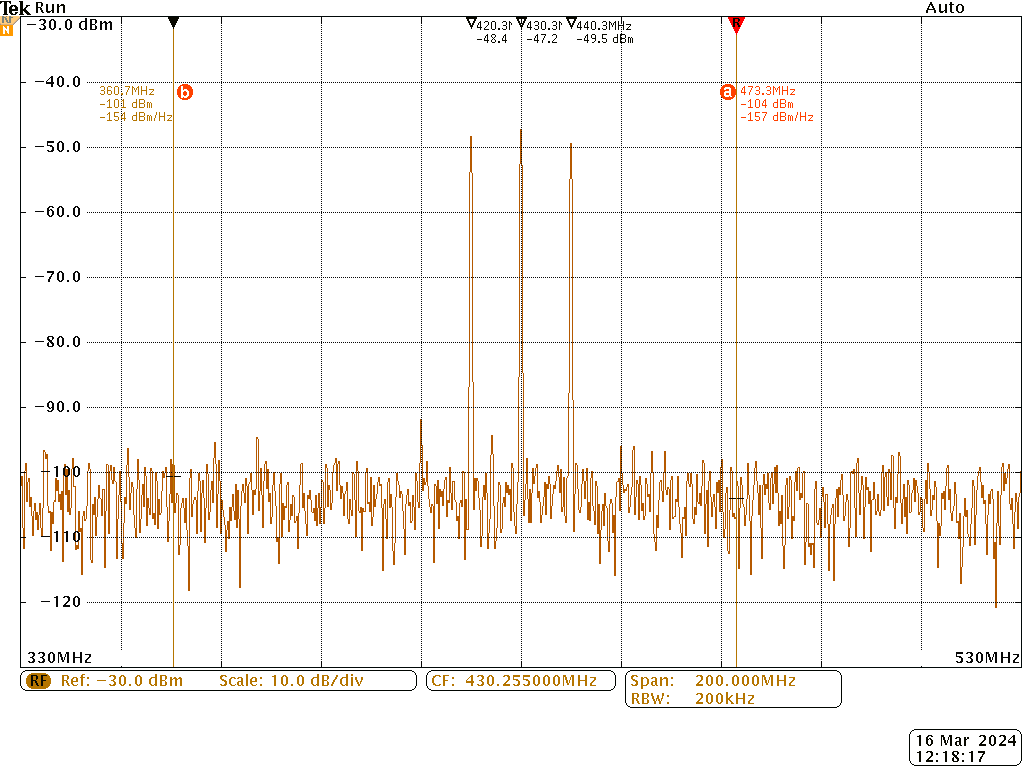 Tek Run Auto
RF
N
−30.0 dBm
420.3M 430.3M 440.3MHz
-48.4 -47.2 -49.5 dBm
R
−40.0
360.7MHz
-101 dBm
-154 dBm/Hz
b
a
473.3MHz
-104 dBm
-157 dBm/Hz
−50.0
−60.0
−70.0
−80.0
−90.0
−100
−110
−120
330MHz 530MHz
RF Ref: −30.0 dBm Scale: 10.0 dB/div
CF: 430.255000MHz
Span: 200.000MHz
RBW: 200kHz
16 Mar 2024
12:18:17